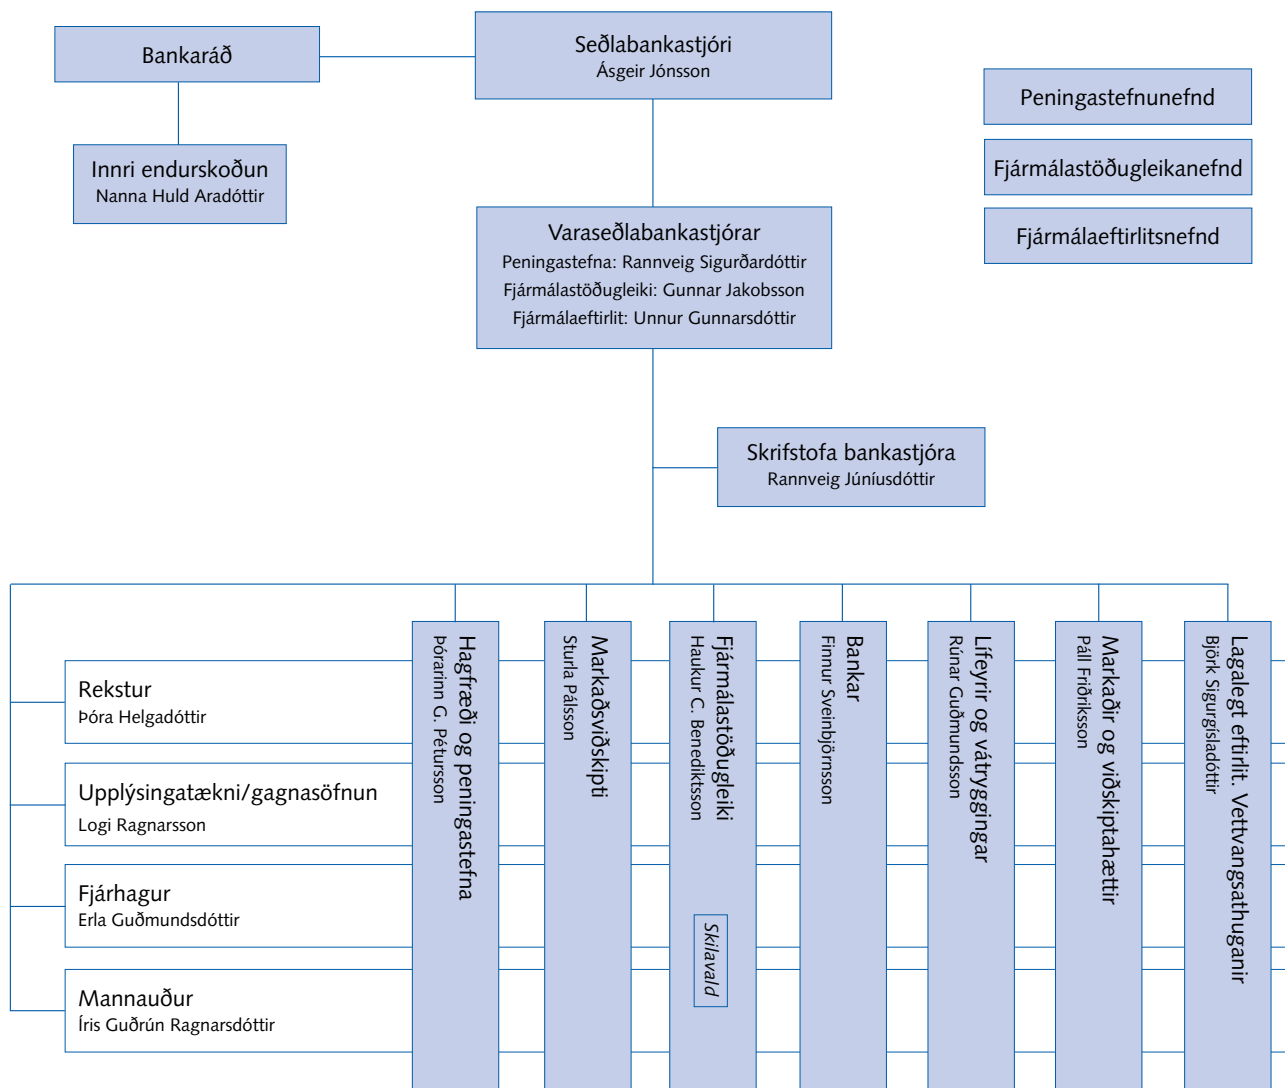 Bankaráð
Seðlabankastjóri
Ásgeir Jónsson
Peningastefnunefnd
Fjármálastöðugleikanefnd
Fjármálaeftirlitsnefnd
Innri endurskoðun
Nanna Huld Aradóttir
Varaseðlabankastjórar
Peningastefna: Rannveig Sigurðardóttir
Fjármálastöðugleiki: Gunnar Jakobsson
Fjármálaeftirlit: Unnur Gunnarsdóttir
Skrifstofa bankastjóra
Rannveig Júníusdóttir
Rekstur
Þóra Helgadóttir
Upplýsingatækni/gagnasöfnun
Logi Ragnarsson
Fjárhagur
Erla Guðmundsdóttir
Mannauður
Íris Guðrún Ragnarsdóttir
Hagfræði og peningastefna
Þórarinn G. Pétursson
Markaðsviðskipti
Sturla Pálsson
Fjármálastöðugleiki
Haukur C. Benediktsson
Skilavald
Bankar
Finnur Sveinbjörnsson
Lífeyrir og vátryggingar
Rúnar Guðmundsson
Markaðir og viðskiptahættir
Páll Friðriksson
Lagalegt eftirlit. Vettvangsathuganir
Björk Sigurgísladóttir